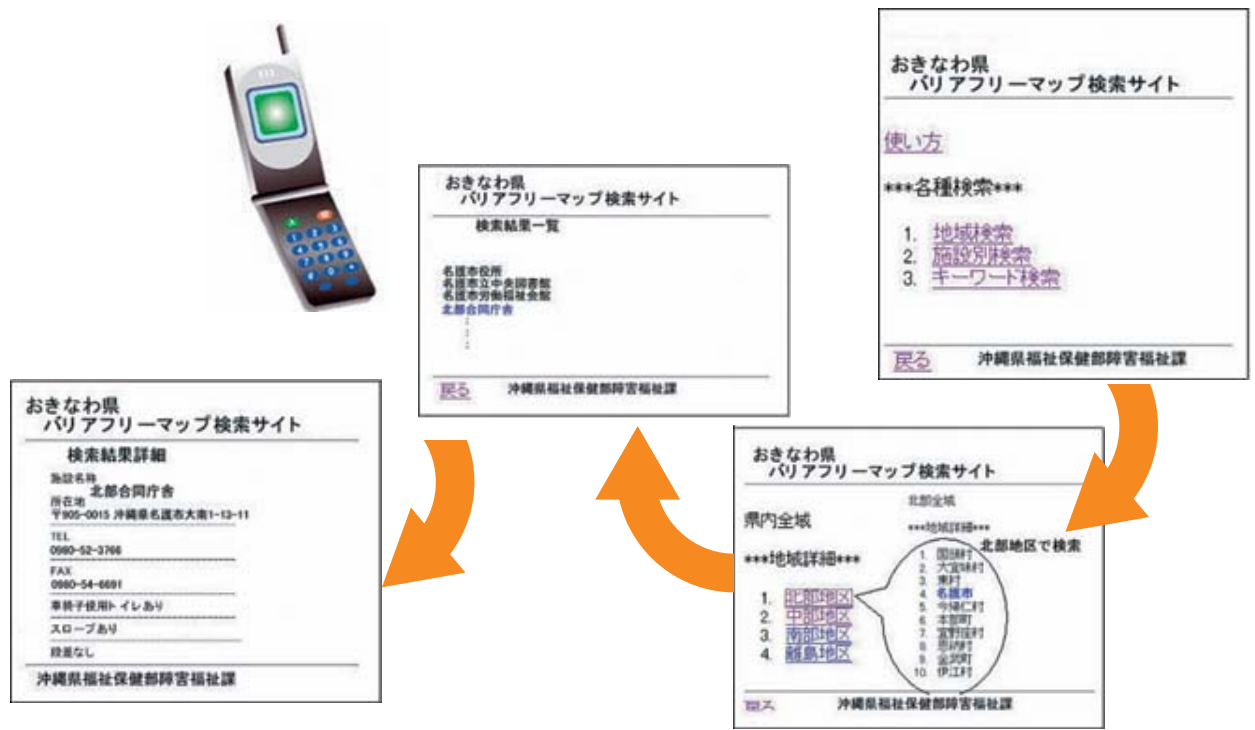 おきなわ県
バリアフリーマップ検索サイト
使い方
***各種検索***
1. 地域検索
2. 施設別検索
3. キーワード検索
戻る 沖縄県福祉保健部障害福祉課
おきなわ県
バリアフリーマップ検索サイト
県内全域
***地域詳細***
1. 北部地区
2. 中部地区
3. 南部地区
4. 離島地区
北部全域
***地域詳細***
北部地区で検索
1. 国頭村
2. 大宜味村
3. 東村
4. 名護市
5. 今帰仁村
6. 本部町
7. 宜野座村
8. 恩納村
9. 金武町
10. 伊江村
戻る 沖縄県福祉保健部障害福祉課
おきなわ県
バリアフリーマップ検索サイト
検索結果一覧
名護市役所
名護市立中央図書館
名護市労働福祉会館
北部合同庁舎
戻る 沖縄県福祉保健部障害福祉課
おきなわ県
バリアフリーマップ検索サイト
検索結果詳細
施設名称
北部合同庁舎
所在地
〒905-0015 沖縄県名護市大南1-13-11
TEL
0980-52-3766
FAX
0980-54-6691
車椅子使用トイレあり
スロープあり
段差なし
沖縄県福祉保健部障害福祉課